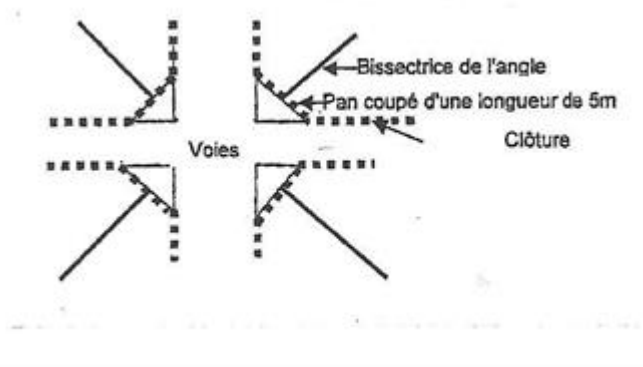 Bissectrice de l'angle
Pan coupé d'une longueur de 5m
Clôture
Voies